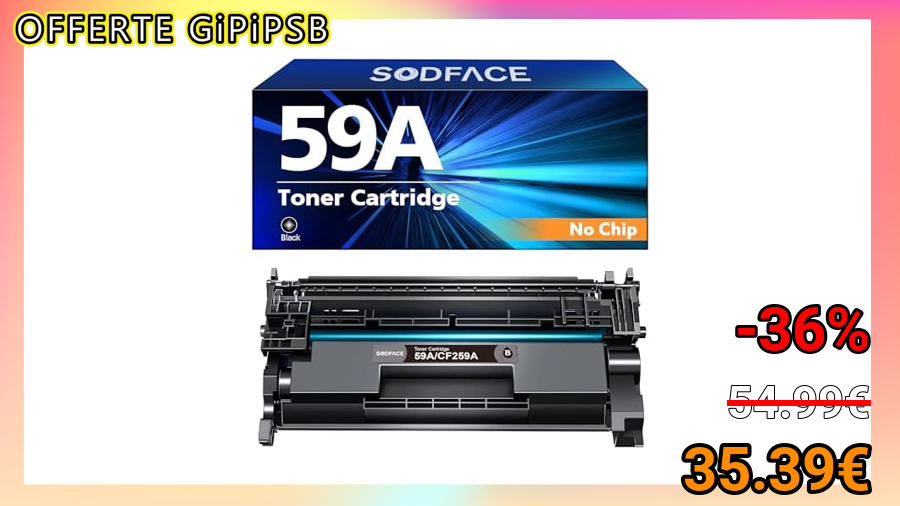 OFFERTE GiPiPSB
SODFACE
59A
Toner Cartridge
Black
No Chip
SODFACE
Toner Cartridge
59A/CF259A
B
-36%
54.99€
35.39€